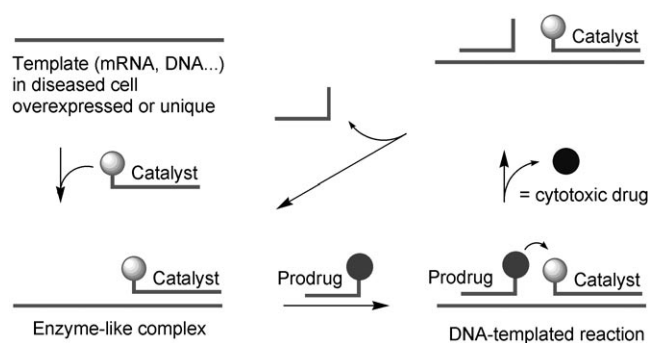 Template (mRNA, DNA...)
in diseased cell
overexpressed or unique
Catalyst
Catalyst
= cytotoxic drug
Catalyst
Prodrug
Prodrug
Catalyst
Enzyme-like complex
DNA-templated reaction